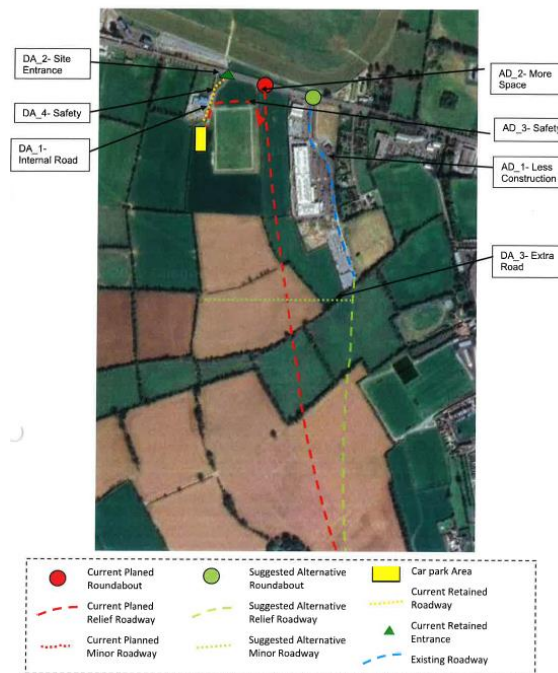 DA_2- Site
Entrance
DA_4- Safety
DA_1-
Internal Road
AD_2- More
Space
AD_3- Safety
AD_1- Less
Construction
DA_3- Extra
Road
Current Planed
Roundabout
Current Planed
Relief Roadway
Current Planned
Minor Roadway
Suggested Alternative
Roundabout
Suggested Alternative
Relief Roadway
Suggested Alternative
Minor Roadway
Car park Area
Current Retained
Roadway
Current Retained
Entrance
Existing Roadway